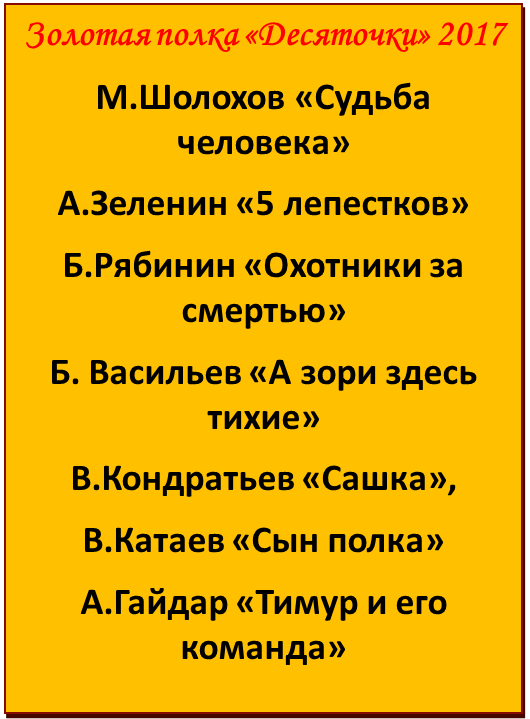 Золотая полка «Десяточки» 2017
М.Шолохов «Судьба
человека»
А.Зеленин «5 лепестков»
Б.Рябинин «Охотники за
смертью»
Б. Васильев «А зори здесь
тихие»
В.Кондратьев «Сашка»,
В.Катаев «Сын полка»
А.Гайдар «Тимур и его
команда»